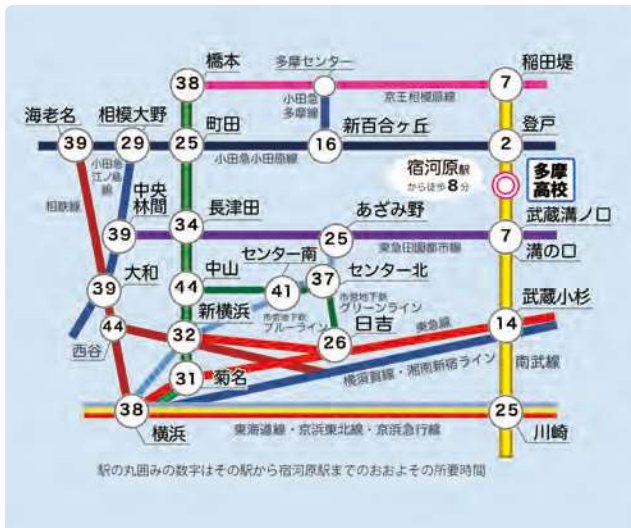 橋本
多摩センター
稲田堤
38
7
小田急
多摩線
京王相模原線
海老名
相模大野
町田
新百合ヶ丘
登戸
39
29
25
16
2
小田急
江ノ島
線
小田急小田原線
宿河原駅
から徒歩8分
多摩
高校
相鉄線
中央
林間
長津田
あざみ野
武蔵溝ノ口
39
34
25
7
東急田園都市線
溝の口
大和
中山
センター南
センター北
39
44
41
37
市営地下鉄
グリーンライン
市営地下鉄
ブルーライン
西谷
44
新横浜
32
日吉
26
東急線
武蔵小杉
14
菊名
31
横須賀線・湘南新宿ライン
南武線
38
横浜
25
川崎
東海道線・京浜東北線・京浜急行線
駅の丸囲みの数字はその駅から宿河原駅までのおおよその所要時間